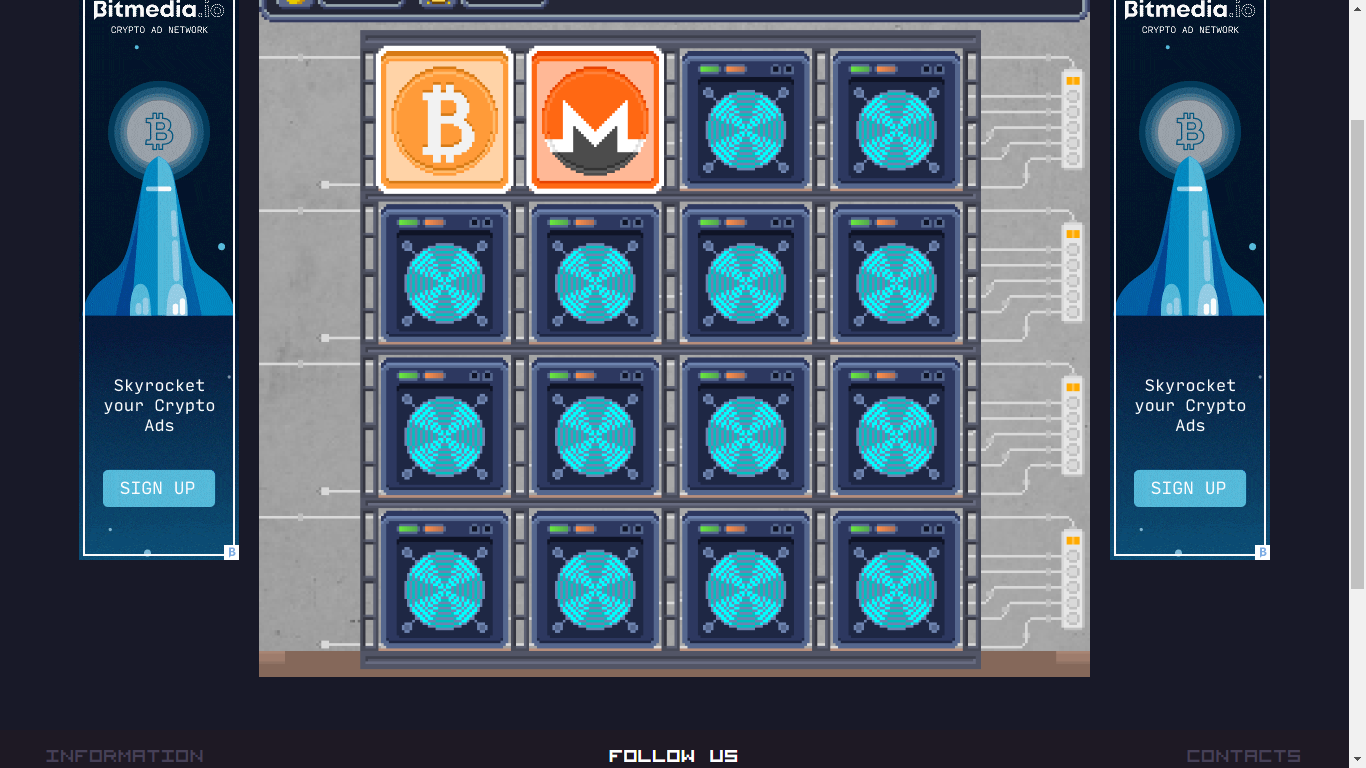 Bitmedia.io
CRYPTO AD NETWORK
Skyrocket
your Crypto
Ads
SIGN UP
Bitmedia.io
CRYPTO AD NETWORK
Skyrocket
your Crypto
Ads
SIGN UP
INFORMATION
FOLLOW US
CONTACTS